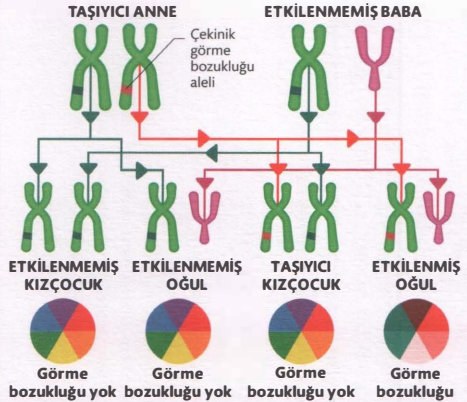 TAŞIYICI ANNE
ETKİLENMEMİŞ BABA
Çekinik
görme
bozukluğu
aleli
ETKİLENMEMİŞ
KIZÇOCUK
ETKİLENMEMİŞ
OĞUL
TAŞIYICI
KIZÇOCUK
ETKİLENMİŞ
OĞUL
Görme
bozukluğu yok
Görme
bozukluğu yok
Görme
bozukluğu yok
Görme
bozukluğu